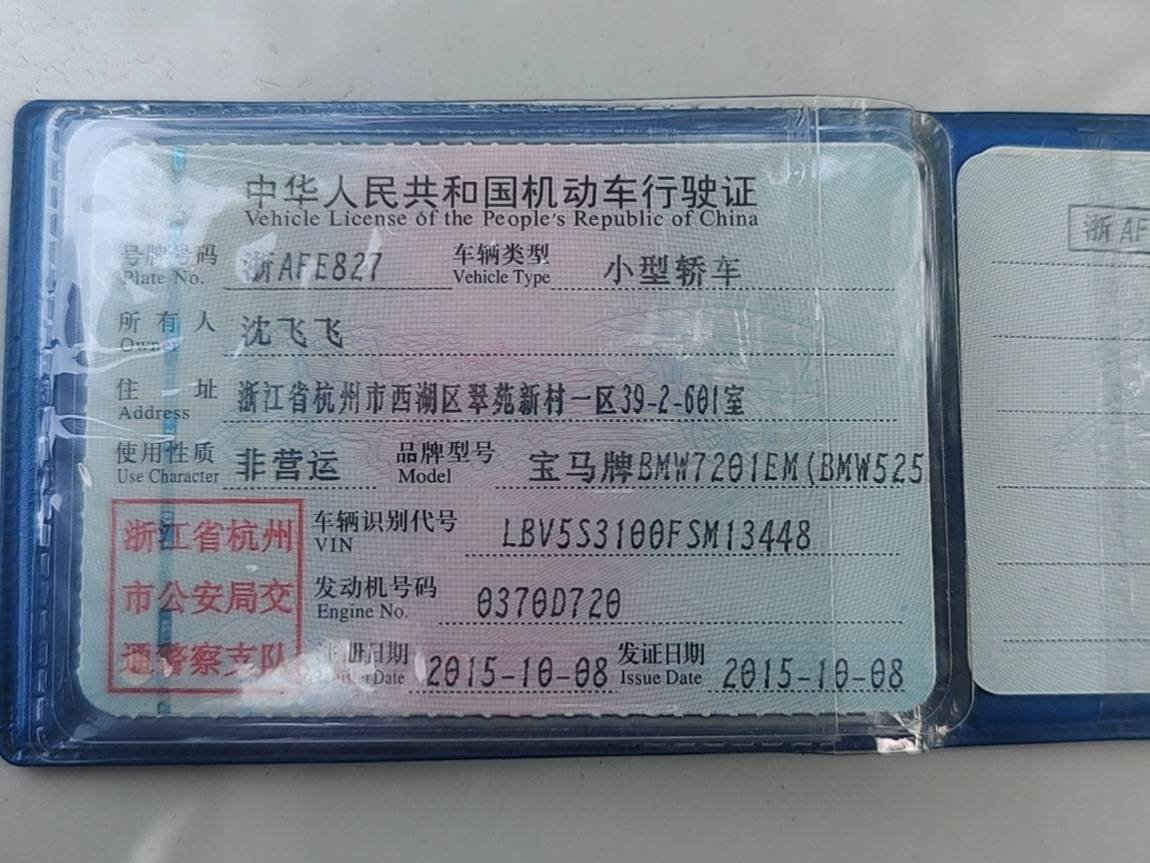 中华人民共和国机动车行驶证
Vehicle License of the People's Republic of China
号牌号码 浙AFE827 车辆类型 小型轿车
Plate No. Vehicle Type
所有人 沈飞飞
Owner
住址 浙江省杭州市西湖区翠苑新村一区39-2-601室
Address
使用性质 非营运 品牌型号 宝马牌BMW7201EM(BMW525
Use Character Model
浙江省杭州
市公安局交
通警察支队
车辆识别代号 LBV5S3100FSM13448
VIN
发动机号码 0370D720
Engine No.
注册日期 2015-10-08 发证日期 2015-10-08
Register Date Issue Date
浙AF